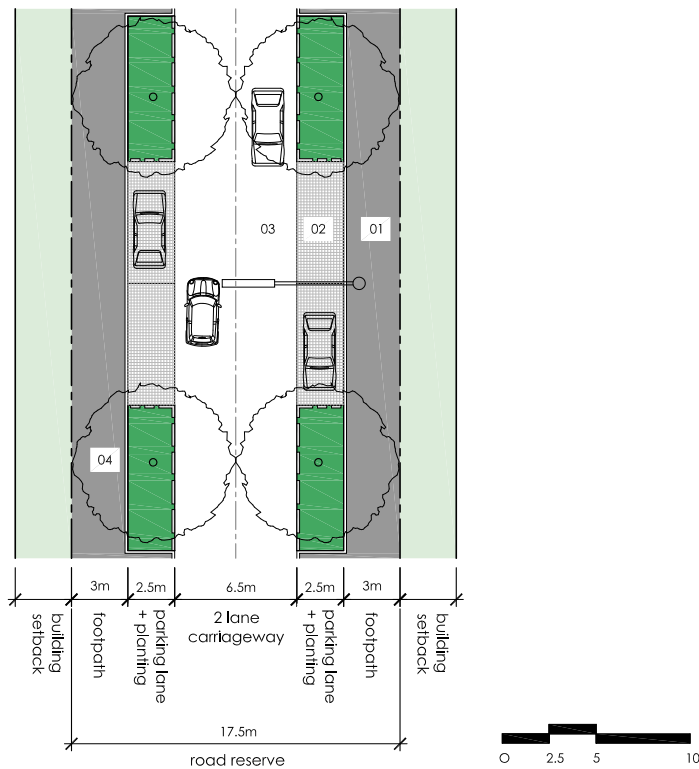 03
02
01
04
3m
2.5m
6.5m
2.5m
3m
building
setback
footpath
parking lane
+ planting
2 lane
carriageway
parking lane
+ planting
footpath
building
setback
17.5m
road reserve
0 2.5 5 10